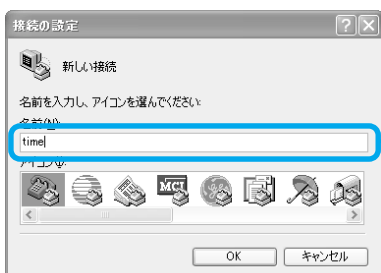 接続の設定
新しい接続
名前を入力し、アイコンを選んでください:
名前(N):
time
アイコン(I):
MCI
OK
キャンセル